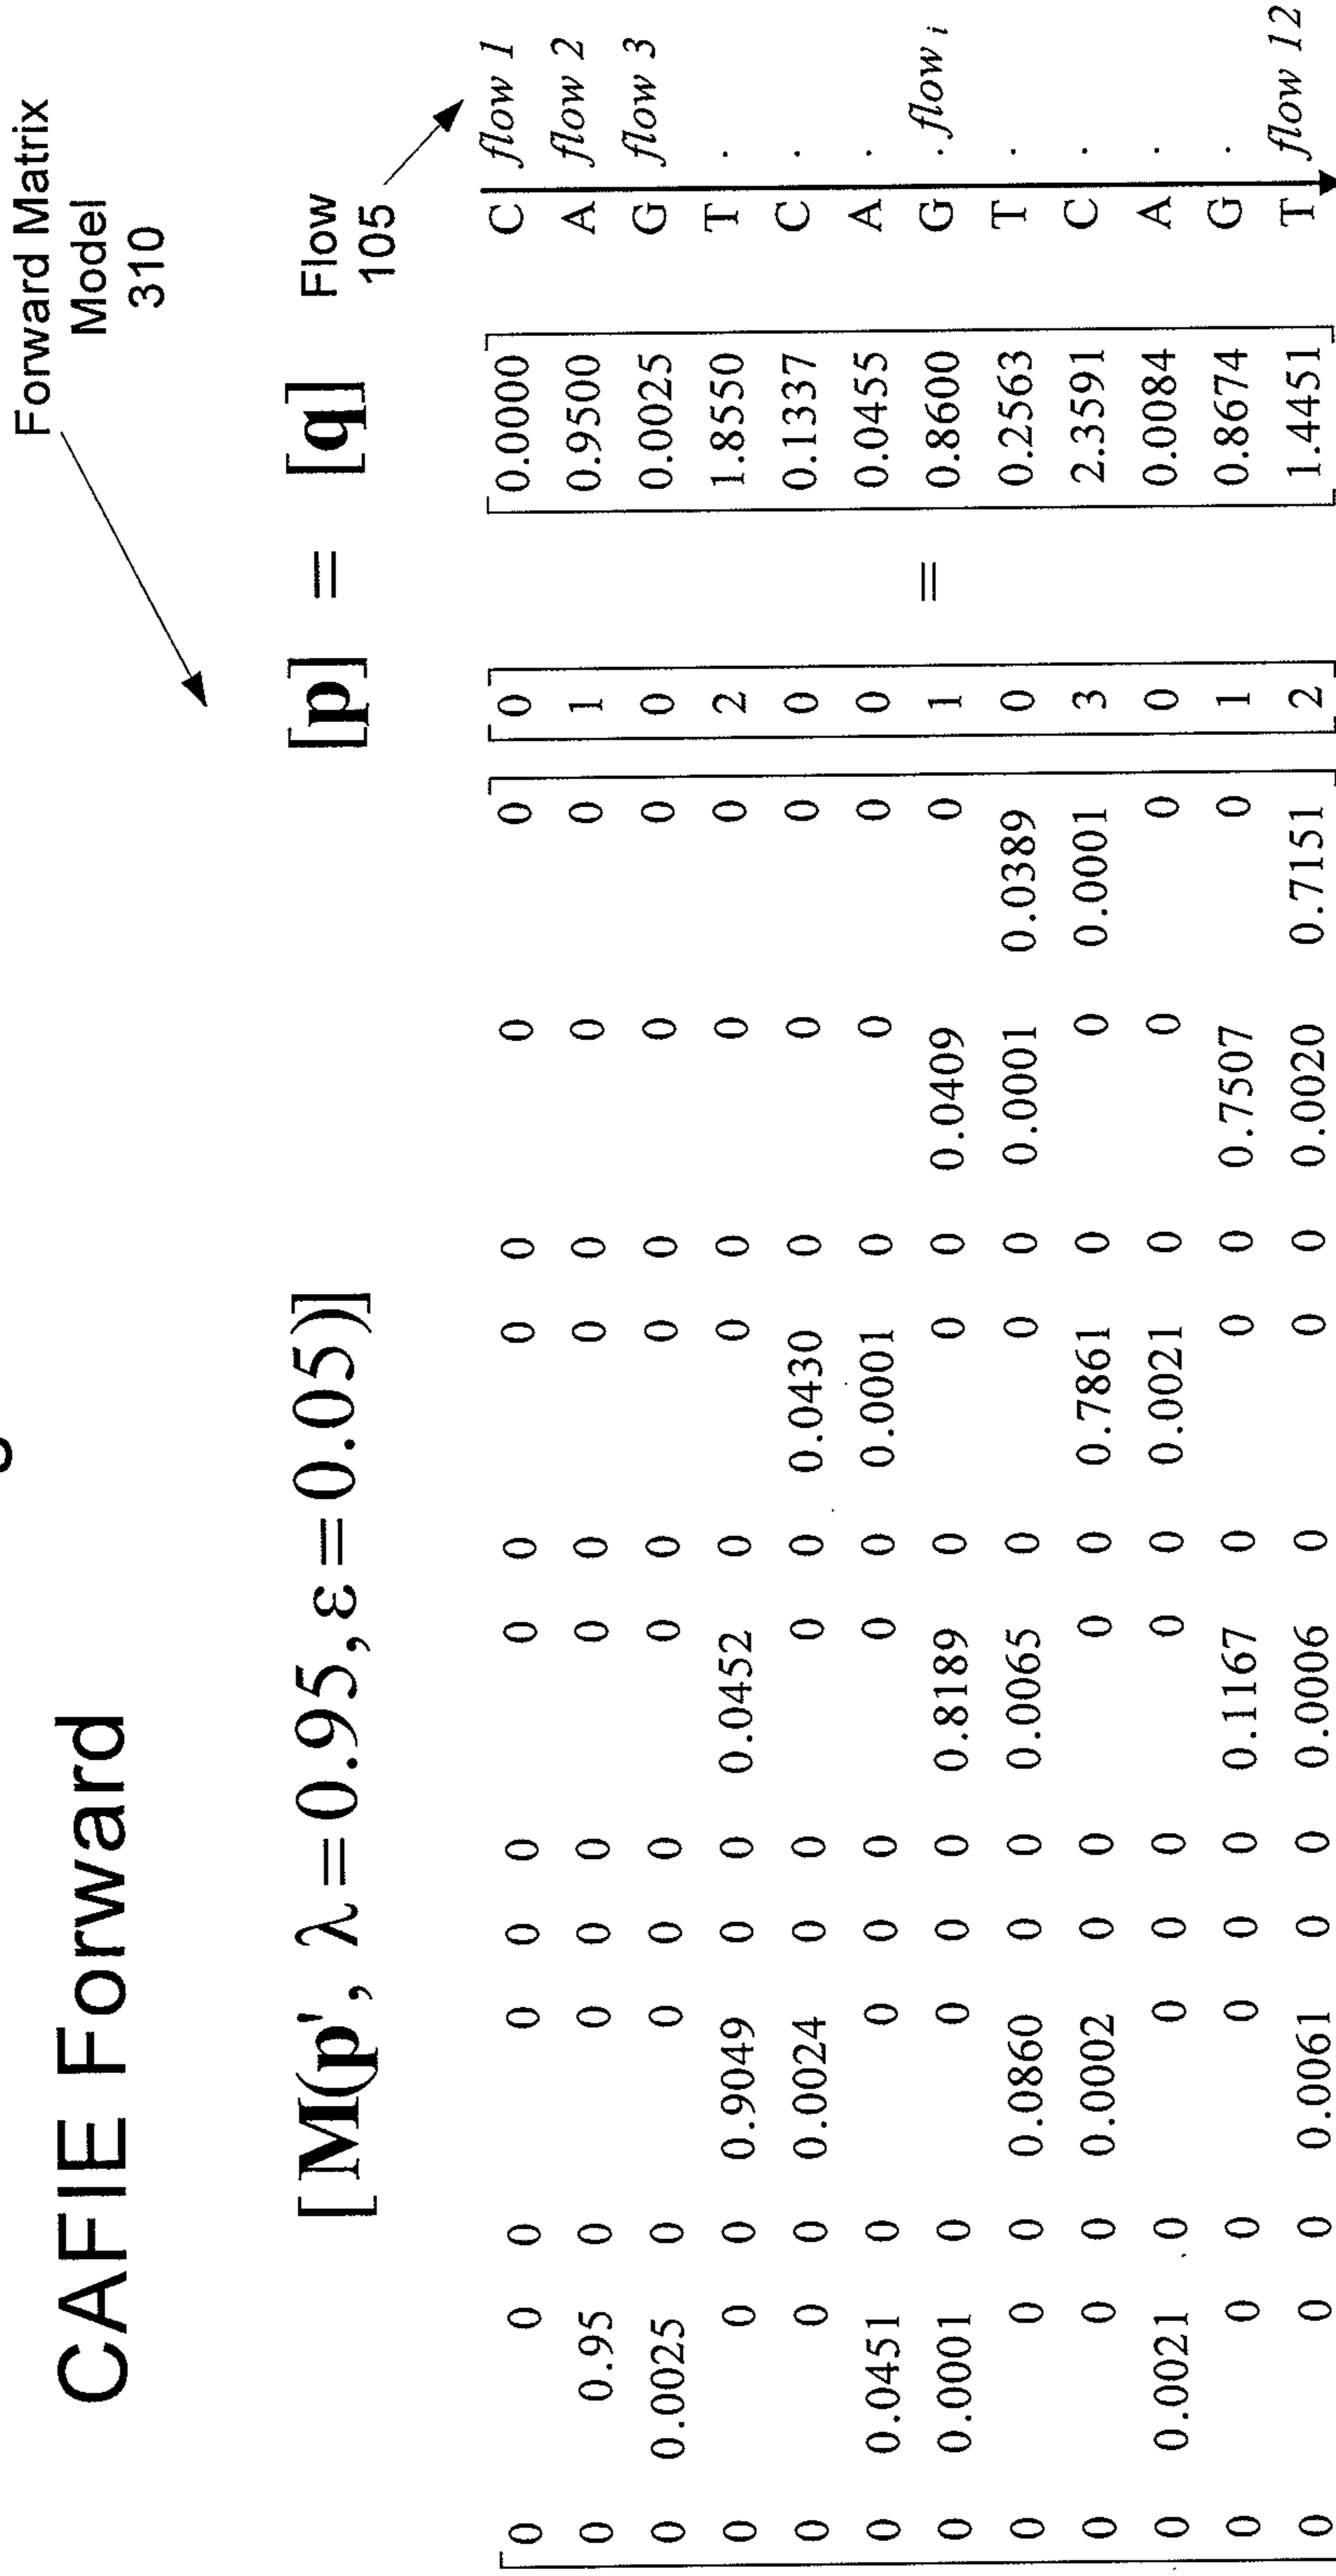 Forward Matrix
Model
310
CAFIE Forward
[M(p', λ=0.95, ε=0.05)] [p] = [q]
Flow
105
0 0 0 0 0 0 0 0 0 0 0 0 0 0.0000 C flow 1
0 0.95 0 0 0 0 0 0 0 0 0 0 1 0.9500 A flow 2
0 0.0025 0 0 0 0 0 0 0 0 0 0 0 0.0025 G flow 3
0 0 0 0.9049 0 0 0.0452 0 0 0 0 0 2 1.8550 T .
0 0 0 0.0024 0 0 0 0 0.0430 0 0 0 0 0.1337 C .
0 0.0451 0 0 0 0 0 0 0.0001 0 0 0 0 0.0455 A .
0 0.0001 0 0 0 0 0.8189 0 0 0 0.0409 0 1 = 0.8600 G . flow i
0 0 0 0.0860 0 0 0.0065 0 0 0 0.0001 0.0389 0 0.2563 T .
0 0 0 0.0002 0 0 0 0 0.7861 0 0 0.0001 3 2.3591 C .
0 0.0021 0 0 0 0 0 0 0.0021 0 0 0 0 0.0084 A .
0 0 0 0 0 0 0.1167 0 0 0 0.7507 0 1 0.8674 G .
0 0 0 0.0061 0 0 0.0006 0 0 0 0.0020 0.7151 2 1.4451 T flow 12